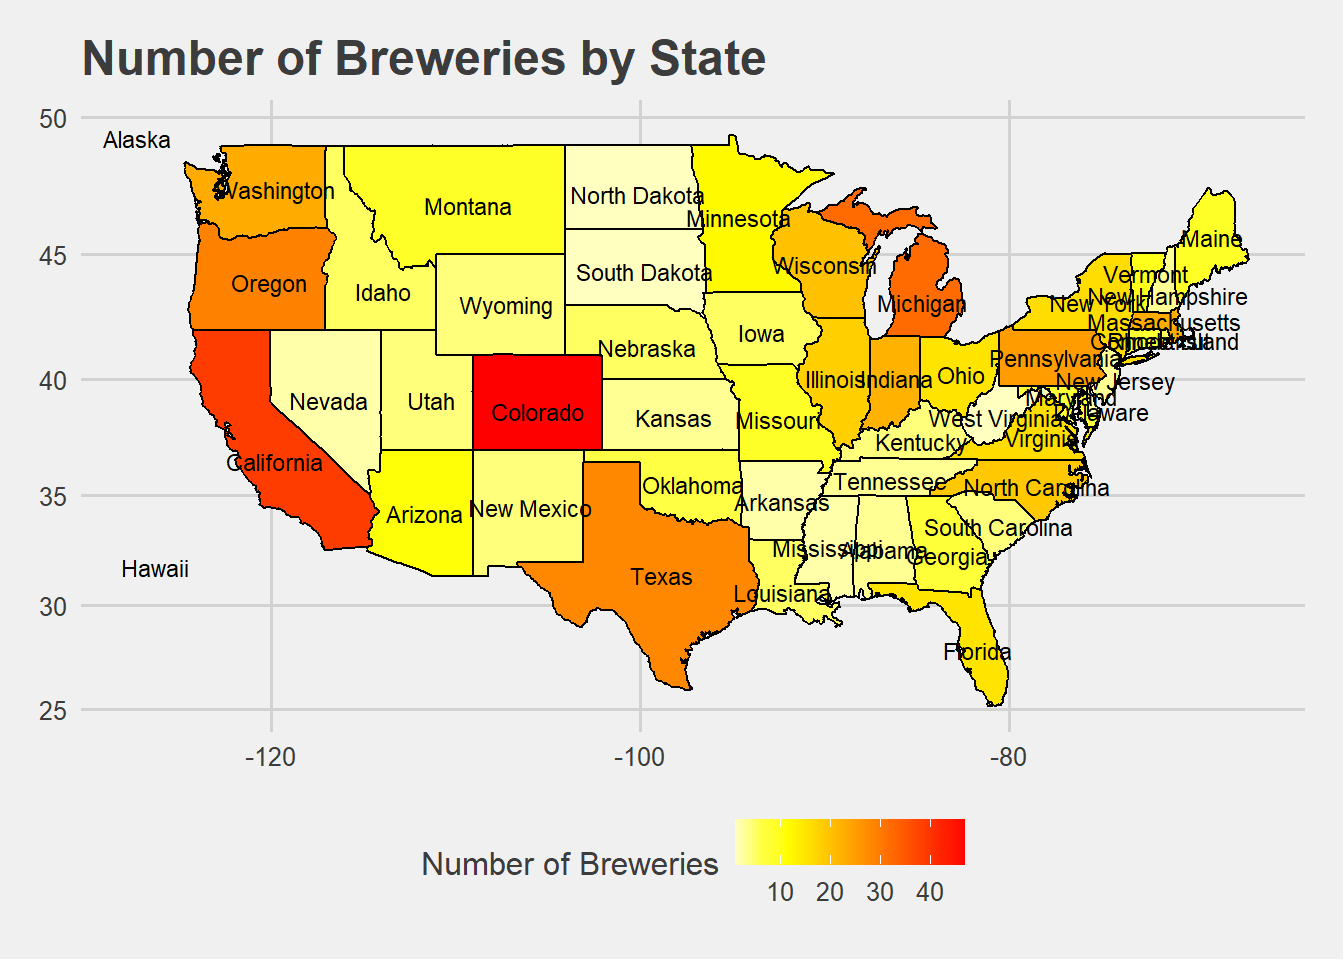 Number of Breweries by State
50
Alaska
Washington
North Dakota
Montana
Minnesota
Maine
45
Wisconsin
South Dakota
Vermont
Oregon
Idaho
New Hampshire
Wyoming
Michigan
New York
Massachusetts
Iowa
Connecticut
Rhode Island
Nebraska
Pennsylvania
40
Illinois
Indiana
Ohio
New Jersey
Nevada
Utah
Colorado
Maryland
Delaware
Kansas
Missouri
West Virginia
Virginia
Kentucky
California
Tennessee
35
Oklahoma
North Carolina
Arkansas
New Mexico
Arizona
South Carolina
Mississippi
Alabama
Georgia
Hawaii
Texas
Louisiana
30
Florida
25
-120
-100
-80
Number of Breweries
10
20
30
40